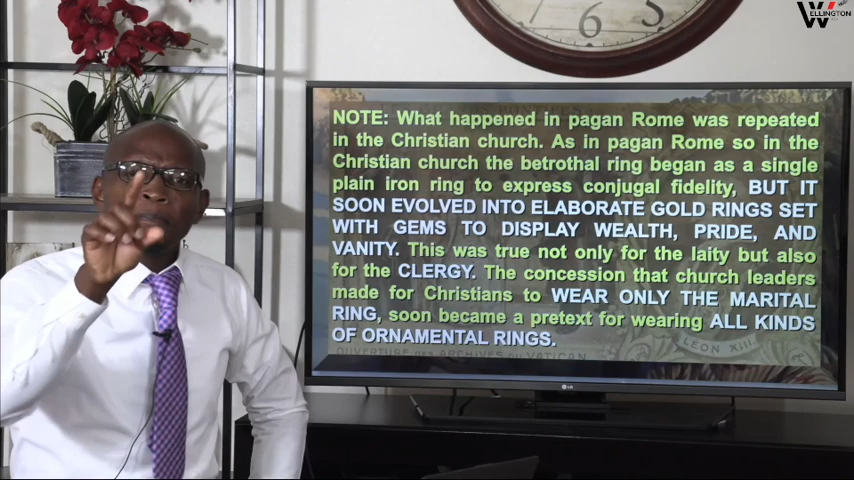 WELLINGTON
7 6 5
NOTE: What happened in pagan Rome was repeated
in the Christian church. As in pagan Rome so in the
Christian church the betrothal ring began as a single
plain iron ring to express conjugal fidelity, BUT IT
SOON EVOLVED INTO ELABORATE GOLD RINGS SET
WITH GEMS TO DISPLAY WEALTH, PRIDE, AND
VANITY. This was true not only for the laity but also
for the CLERGY. The concession that church leaders
made for Christians to WEAR ONLY THE MARITAL
RING, soon became a pretext for wearing ALL KINDS
OF ORNAMENTAL RINGS.
LEON XIII
OUVERTURE DES ARCHIVES DU VATICAN
LG